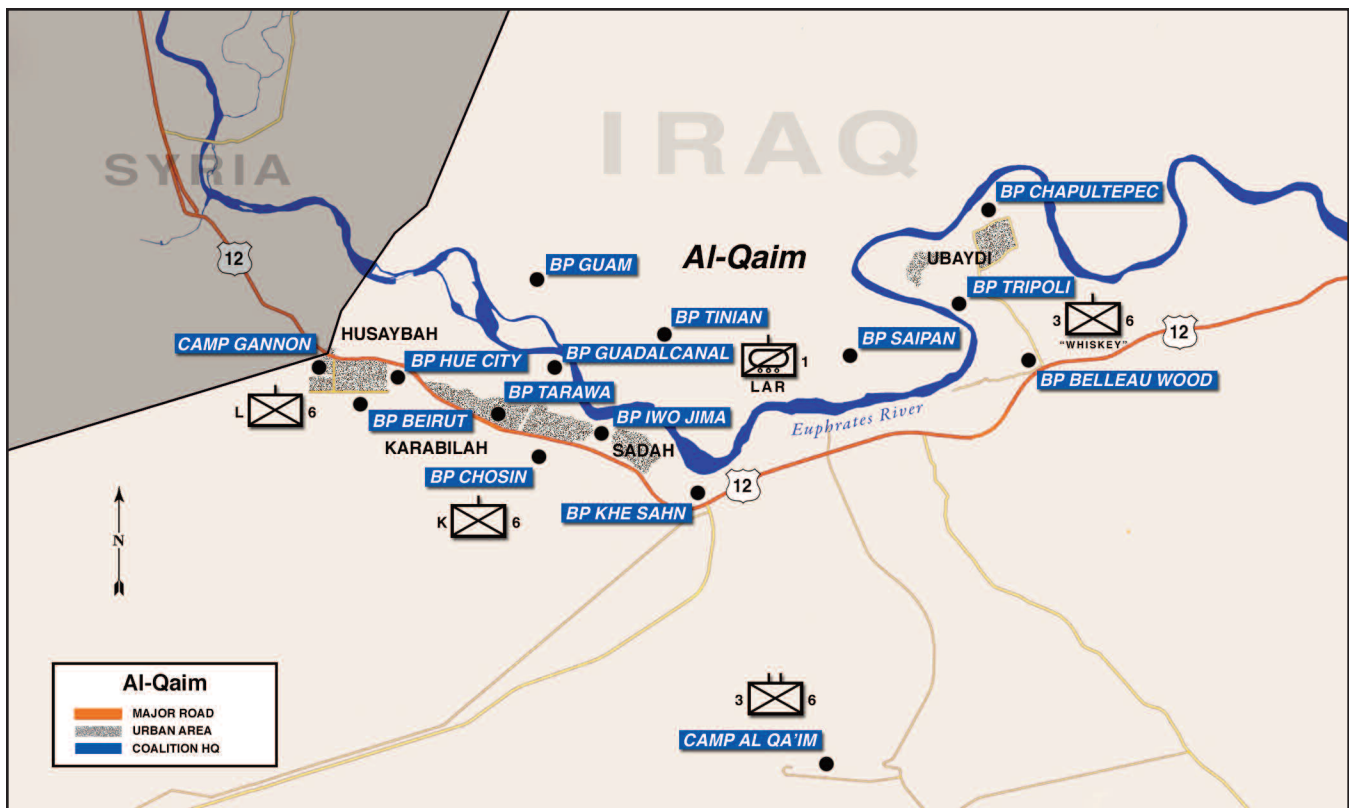 IRAQ
SYRIA
BP CHAPULTEPEC
12
BP GUAM
Al-Qaim
UBAYDI
BP TRIPOLI
HUSAYBAH
BP TINIAN
3 6
"WHISKEY"
12
CAMP GANNON
BP HUE CITY
BP GUADALCANAL
1
LAR
BP SAIPAN
BP TARAWA
BP BELLEAU WOOD
L 6
BP BEIRUT
BP IWO JIMA
Euphrates River
KARABILAH
SADAH
BP CHOSIN
12
K 6
BP KHE SAHN
N
Al-Qaim
MAJOR ROAD
URBAN AREA
COALITION HQ
3 6
CAMP AL QA'IM